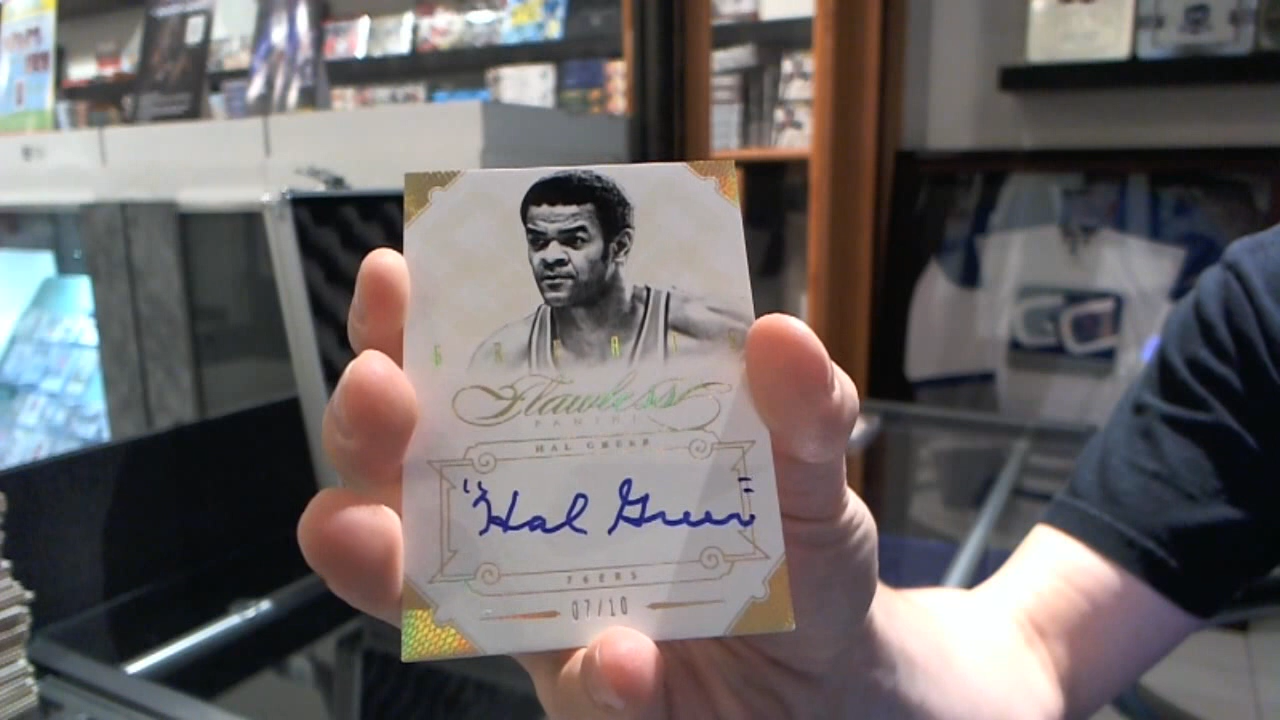 GREATS
Flawless
PANINI
HAL GREER
"Hal Greer"
76ERS
07/10